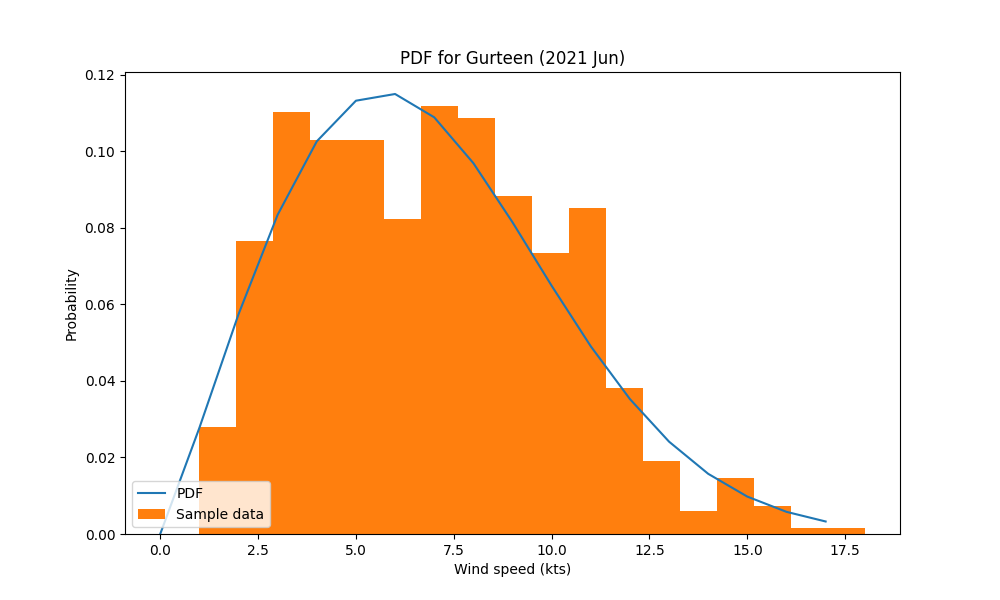 PDF for Gurteen (2021 Jun)
0.12
0.10
0.08
0.06
0.04
0.02
0.00
Probability
PDF
Sample data
0.0 2.5 5.0 7.5 10.0 12.5 15.0 17.5
Wind speed (kts)